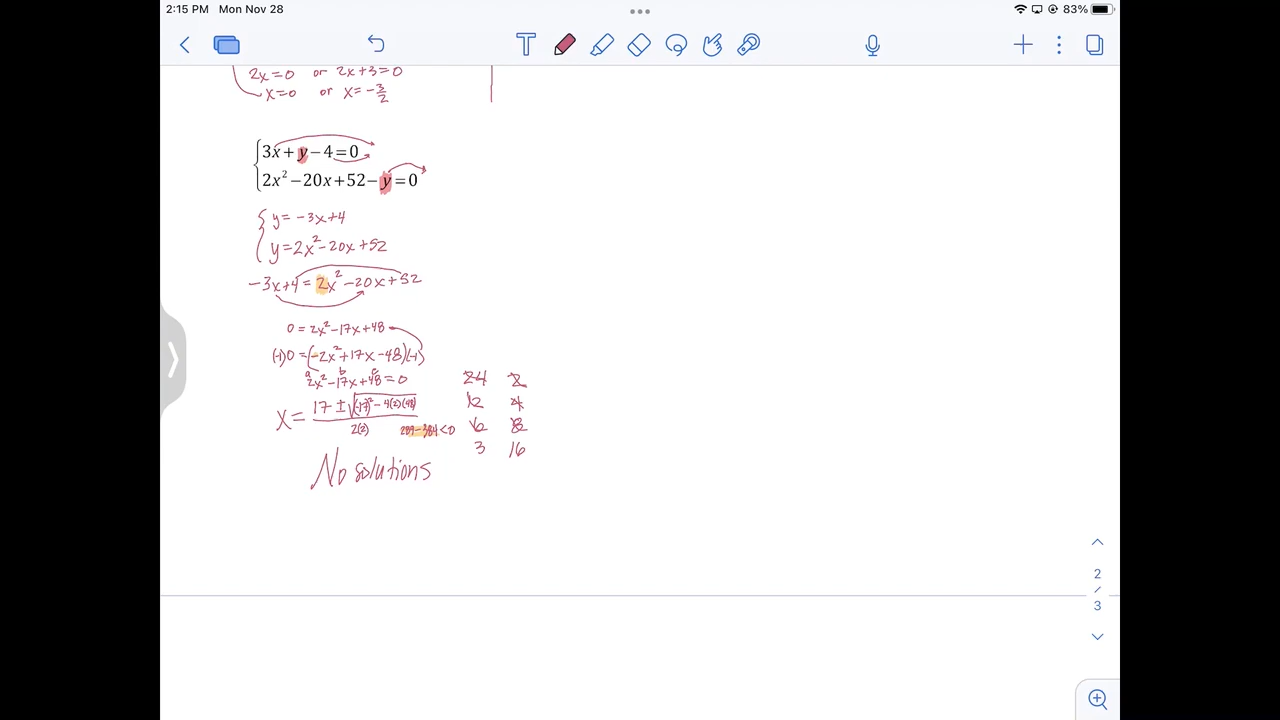 2:15 PM Mon Nov 28
83%
T
2x=0 or 2x+3=0
x=0 or x=-3/2
3x+y-4=0
2x²-20x+52-y=0
y=-3x+4
y=2x²-20x+52
-3x+4=2x²-20x+52
0=2x²-17x+48
(-1)0=(-2x²+17x-48)(-1)
a b c
2x²-17x+48=0
24 2
x=(17±√((-17)²-4(2)(48)))/2(2)
12 4
289-384<0
6 8
3 16
No solutions
2
/
3